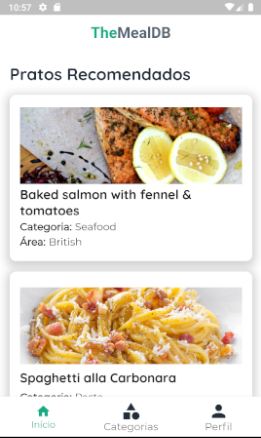 10:57
TheMealDB
Pratos Recomendados
Baked salmon with fennel &
tomatoes
Categoria: Seafood
Área: British
Spaghetti alla Carbonara
Categoria: Pasta
Início
Categorias
Perfil